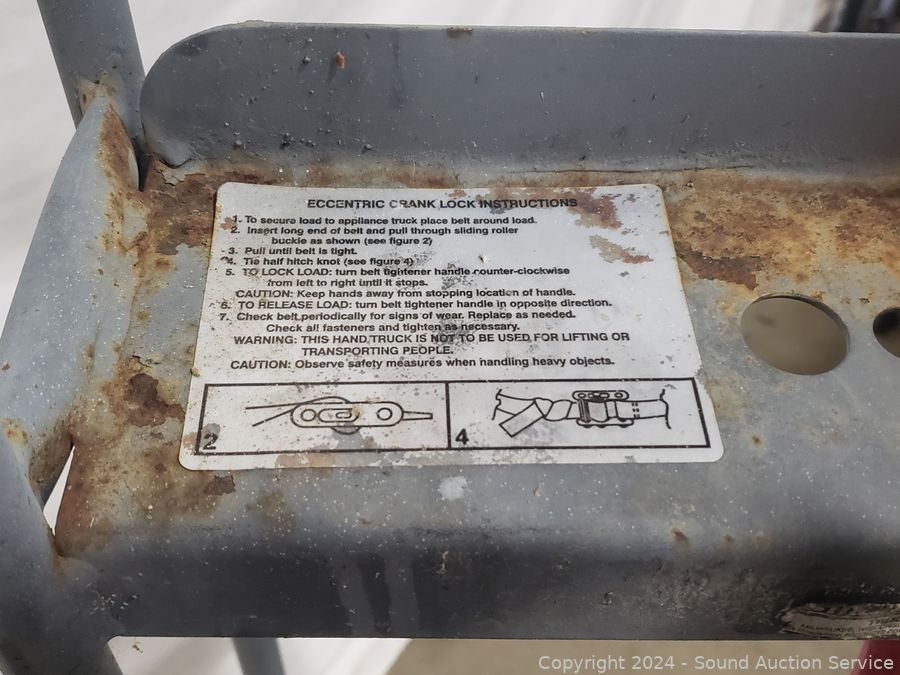 ECCENTRIC CRANK LOCK INSTRUCTIONS
1. To secure load to appliance truck place belt around load.
2. Insert long end of belt and pull through sliding roller
buckle as shown (see figure 2)
3. Pull until belt is tight.
4. Tie half hitch knot (see figure 4)
5. TO LOCK LOAD: turn belt tightener handle counter-clockwise
from left to right until it stops.
CAUTION: Keep hands away from stopping location of handle.
6. TO RELEASE LOAD: turn belt tightener handle in opposite direction.
7. Check belt periodically for signs of wear. Replace as needed.
Check all fasteners and tighten as necessary.
WARNING: THIS HAND TRUCK IS NOT TO BE USED FOR LIFTING OR
TRANSPORTING PEOPLE.
CAUTION: Observe safety measures when handling heavy objects.
2 4
Copyright © 2024 - Sound Auction Service